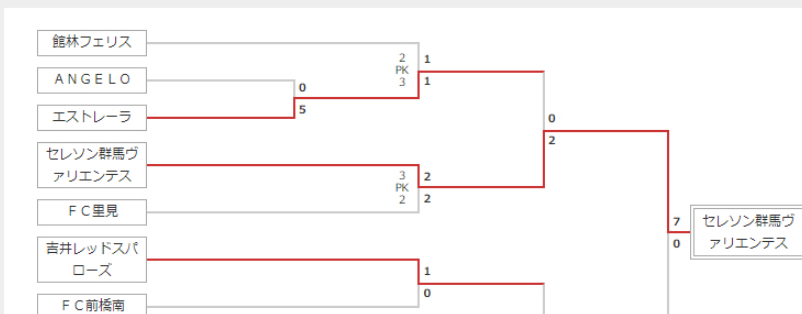 館林フェリス
2
PK
3
1
1
ＡＮＧＥＬＯ
0
5
エストレーラ
0
2
セレソン群馬ヴ
ァリエンテス
3
PK
2
2
2
ＦＣ里見
7
0
セレソン群馬ヴ
ァリエンテス
吉井レッドスパ
ローズ
1
0
ＦＣ前橋南